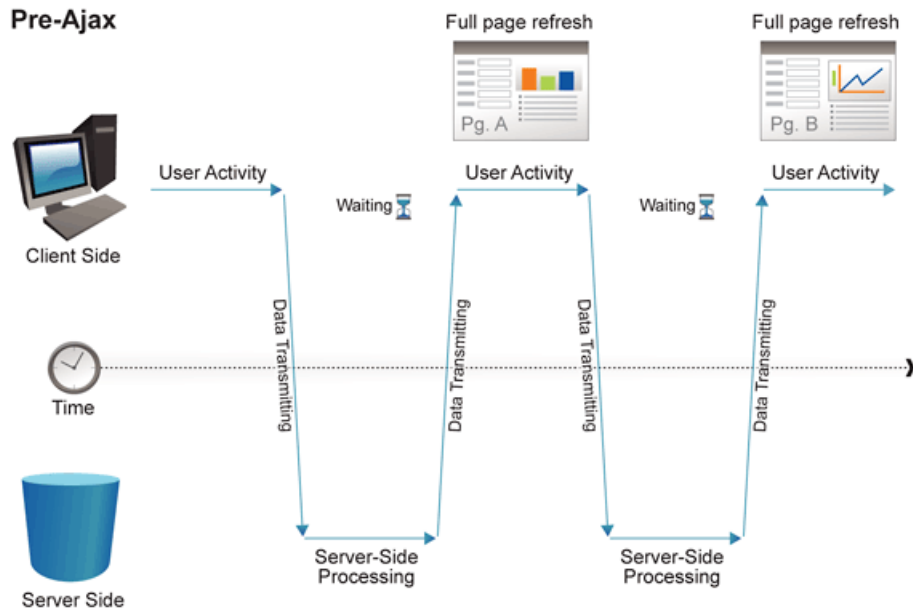 Pre-Ajax
Full page refresh
Full page refresh
Pg. A
Pg. B
User Activity
User Activity
User Activity
Waiting
Waiting
Client Side
Data Transmitting
Data Transmitting
Data Transmitting
Data Transmitting
Time
Server-Side
Processing
Server-Side
Processing
Server Side